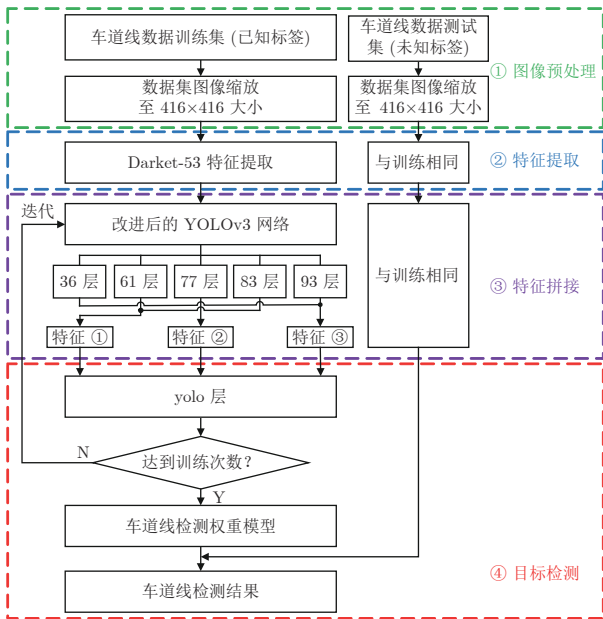 车道线数据训练集 (已知标签)
车道线数据测试
集 (未知标签)
数据集图像缩放
至 416×416 大小
数据集图像缩放
至 416×416 大小
① 图像预处理
Darket-53 特征提取
与训练相同
② 特征提取
迭代
改进后的 YOLOv3 网络
36 层
61 层
77 层
83 层
93 层
与训练相同
③ 特征拼接
特征 ①
特征 ②
特征 ③
yolo 层
N
达到训练次数?
Y
车道线检测权重模型
车道线检测结果
④ 目标检测